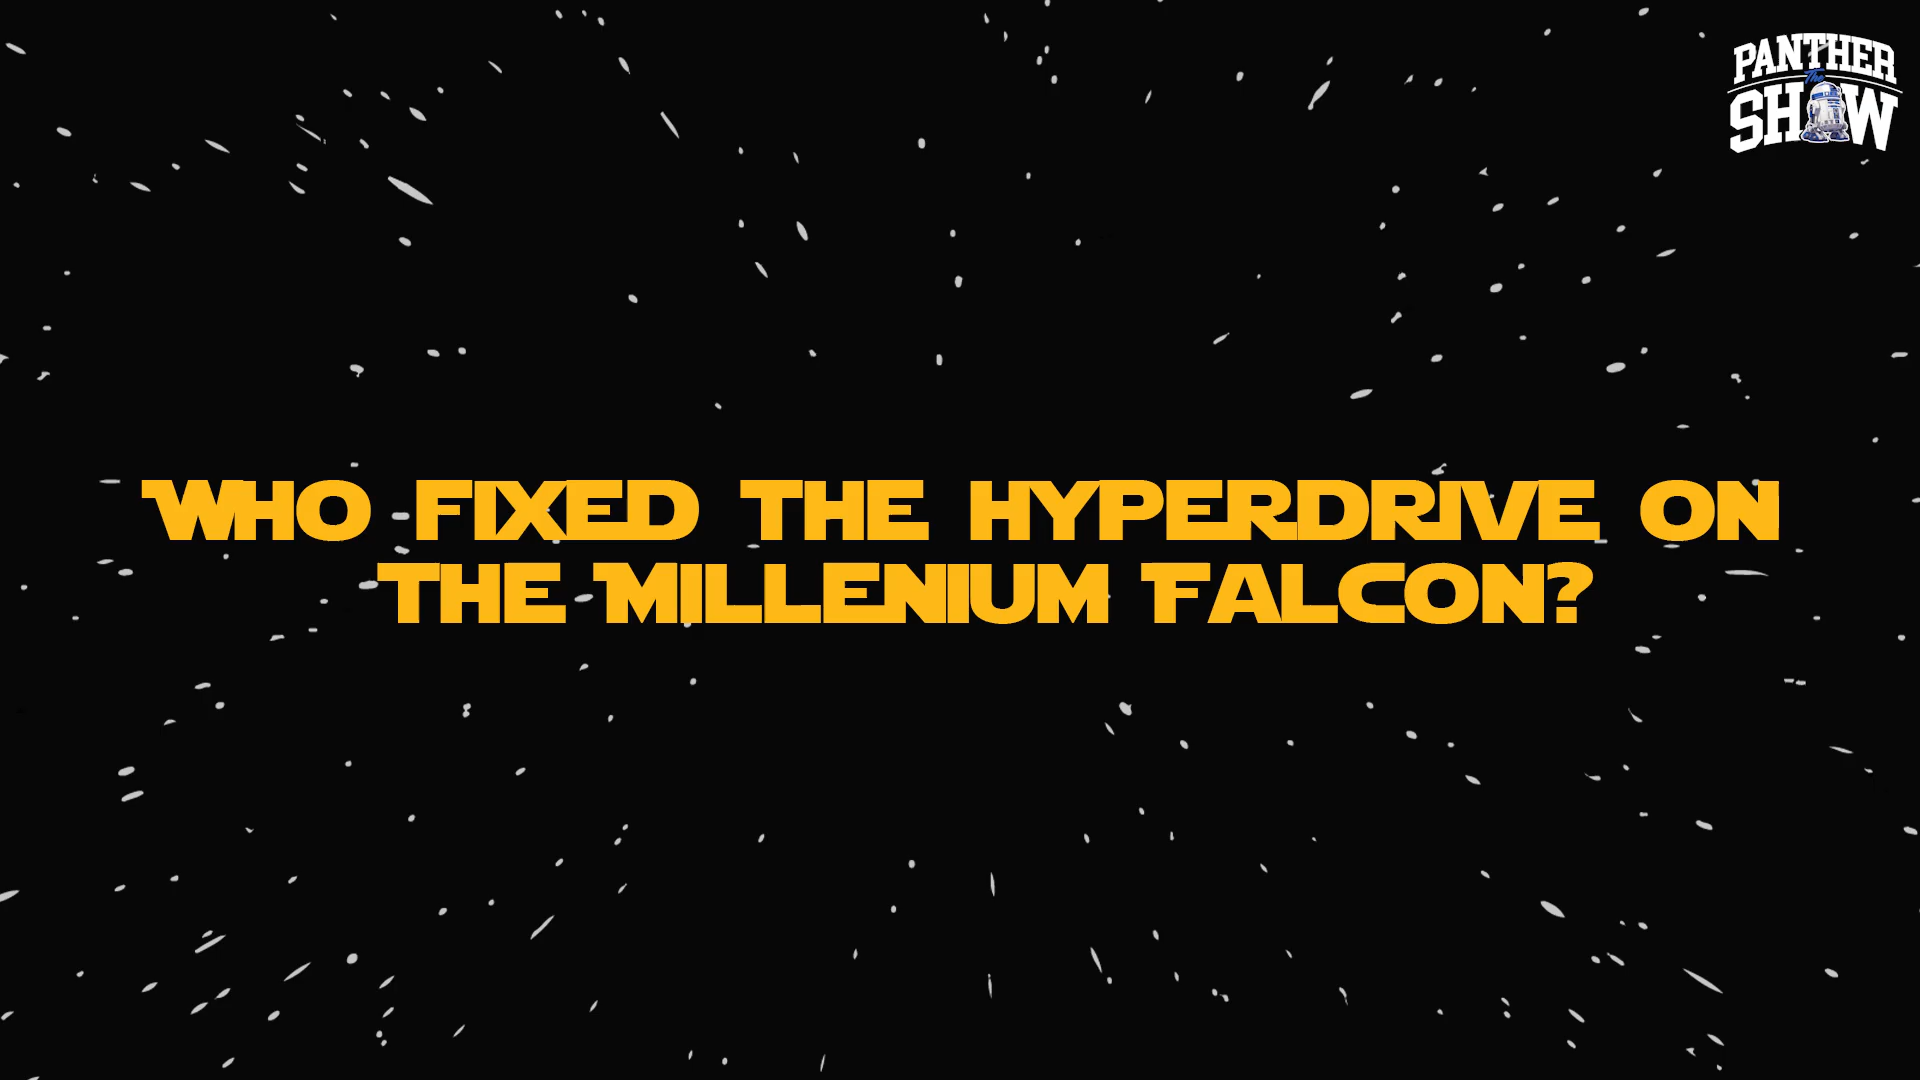 PANTHER
The
SHOW
WHO FIXED THE HYPERDRIVE ON
THE MILLENIUM FALCON?